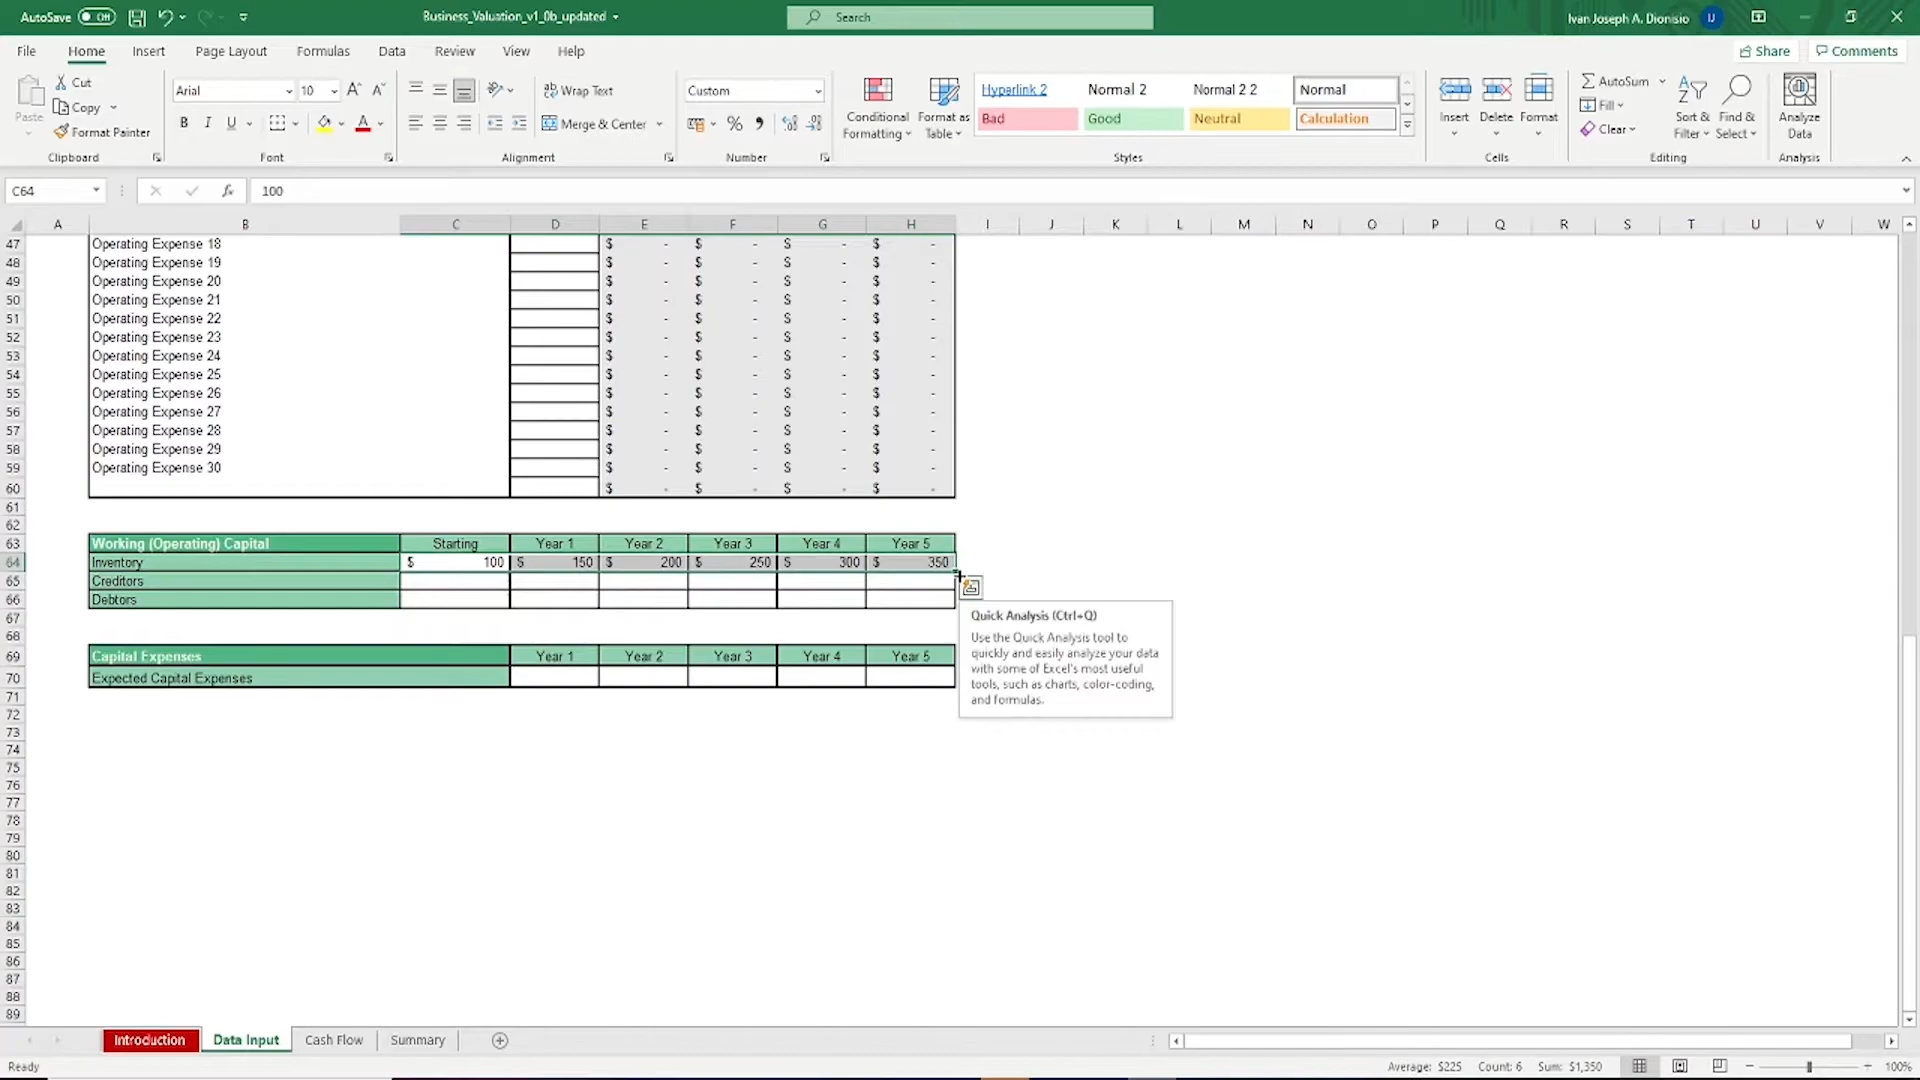 AutoSave Off Business_Valuation_v1_0b_updated Search Ivan Joseph A. Dionisio IJ
File Home Insert Page Layout Formulas Data Review View Help Share Comments
Paste Cut Copy Format Painter Clipboard
Arial 10 A^ Aˇ B I U A Font
Wrap Text Merge & Center Alignment
Custom % Number
Conditional Formatting Format as Table
Hyperlink 2 Normal 2 Normal 2 2 Normal
Bad Good Neutral Calculation
Styles
Insert Delete Format Cells
AutoSum Fill Clear Sort & Filter Find & Select Editing
Analyze Data Analysis
C64 fx 100
A B C D E F G H I J K L M N O P Q R S T U V W
47 Operating Expense 18 $ - $ - $ - $ -
48 Operating Expense 19 $ - $ - $ - $ -
49 Operating Expense 20 $ - $ - $ - $ -
50 Operating Expense 21 $ - $ - $ - $ -
51 Operating Expense 22 $ - $ - $ - $ -
52 Operating Expense 23 $ - $ - $ - $ -
53 Operating Expense 24 $ - $ - $ - $ -
54 Operating Expense 25 $ - $ - $ - $ -
55 Operating Expense 26 $ - $ - $ - $ -
56 Operating Expense 27 $ - $ - $ - $ -
57 Operating Expense 28 $ - $ - $ - $ -
58 Operating Expense 29 $ - $ - $ - $ -
59 Operating Expense 30 $ - $ - $ - $ -
60 $ - $ - $ - $ -
61
62
63 Working (Operating) Capital Starting Year 1 Year 2 Year 3 Year 4 Year 5
64 Inventory $ 100 $ 150 $ 200 $ 250 $ 300 $ 350
65 Creditors
66 Debtors
67
68
69 Capital Expenses Year 1 Year 2 Year 3 Year 4 Year 5
70 Expected Capital Expenses
Quick Analysis (Ctrl+Q)
Use the Quick Analysis tool to
quickly and easily analyze your data
with some of Excel's most useful
tools, such as charts, color-coding,
and formulas.
71
72
73
74
75
76
77
78
79
80
81
82
83
84
85
86
87
88
89
Introduction Data Input Cash Flow Summary
Ready Average: $225 Count: 6 Sum: $1,350 100%